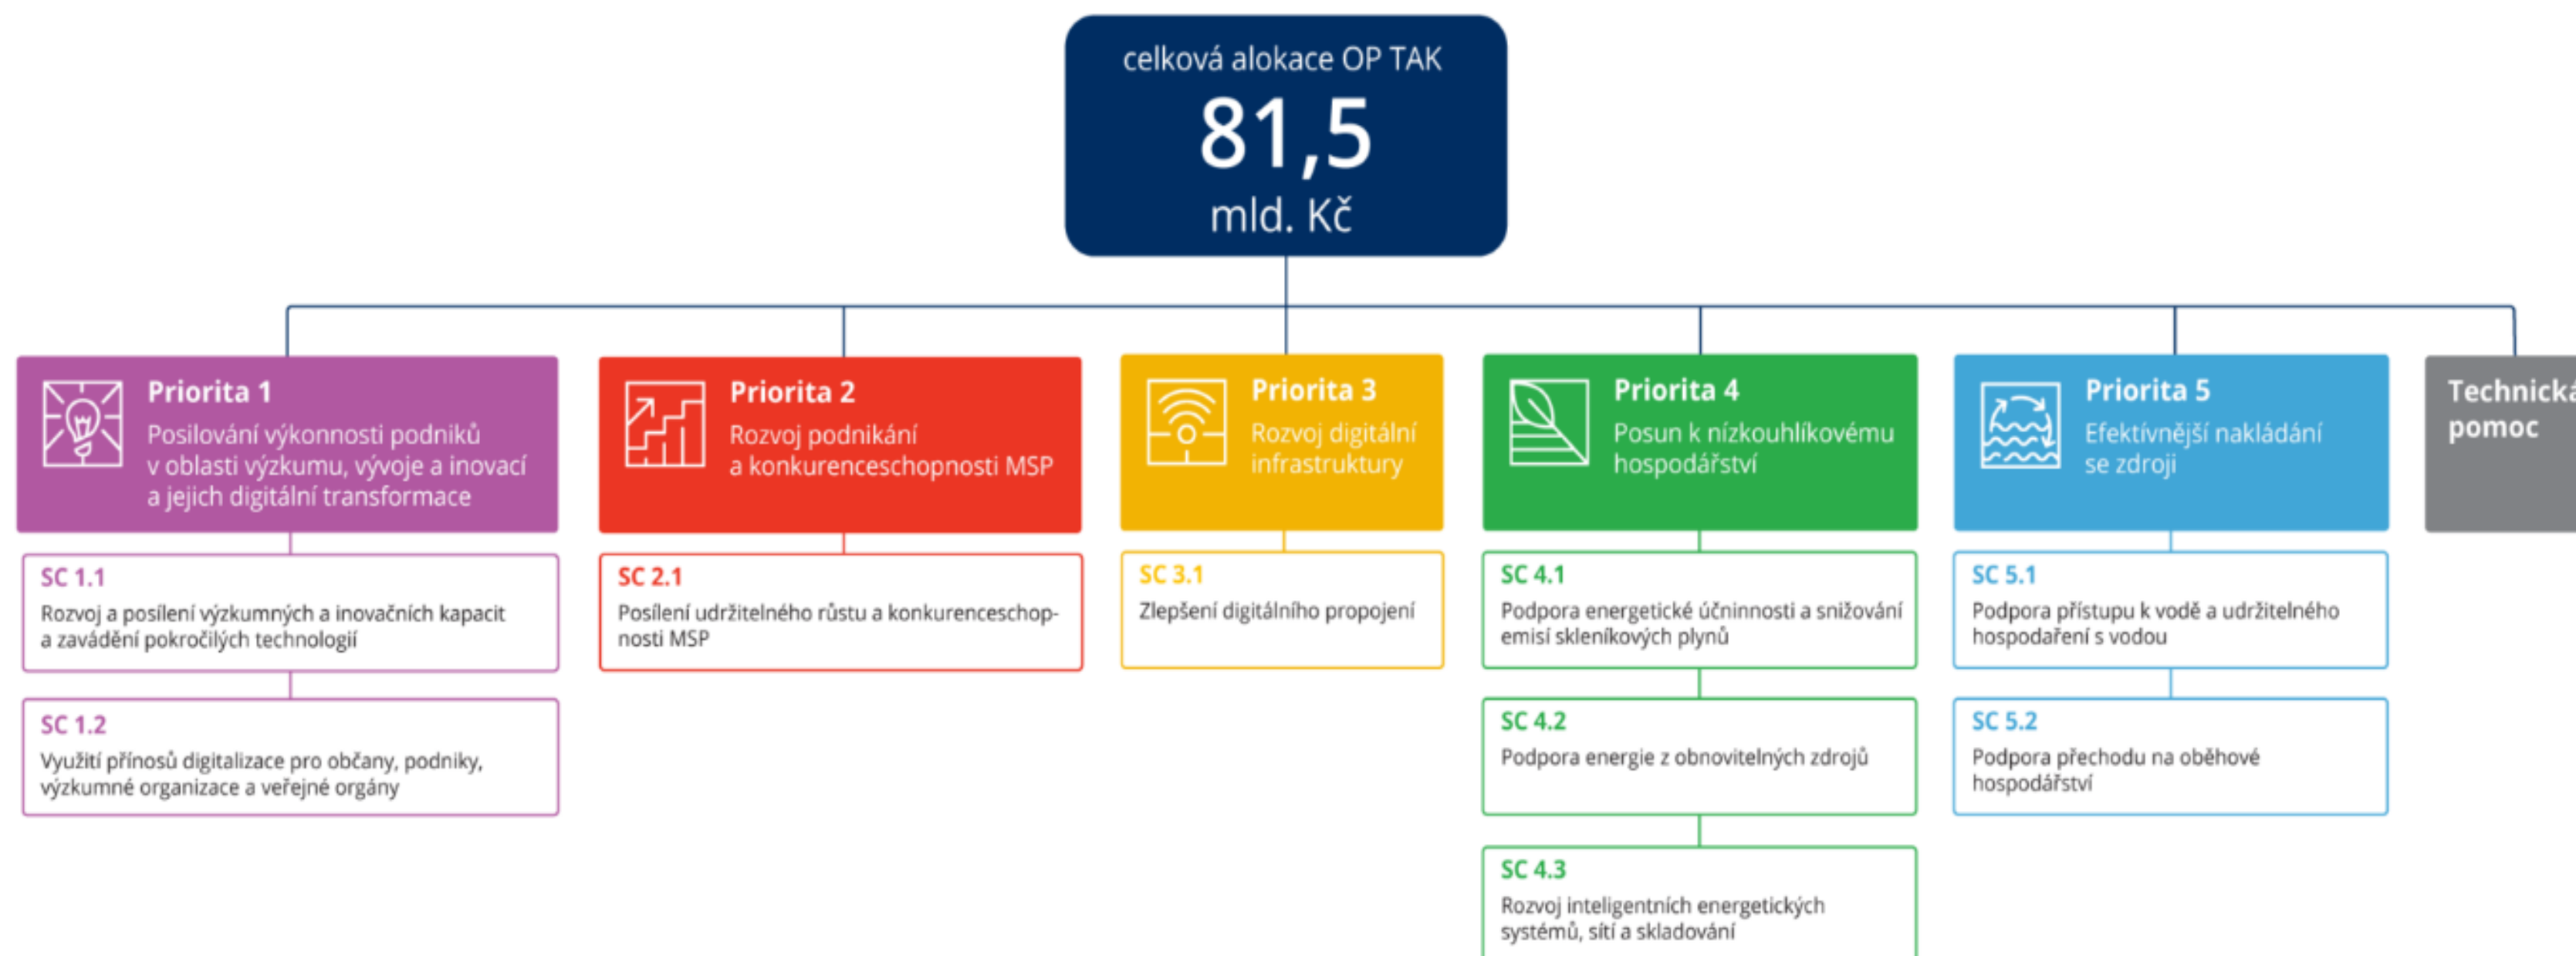 celková alokace OP TAK
81,5
mld. Kč
Priorita 1
Posilování výkonnosti podniků
v oblasti výzkumu, vývoje a inovací
a jejich digitální transformace
SC 1.1
Rozvoj a posílení výzkumných a inovačních kapacit
a zavádění pokročilých technologií
SC 1.2
Využití přínosů digitalizace pro občany, podniky,
výzkumné organizace a veřejné orgány
Priorita 2
Rozvoj podnikání
a konkurenceschopnosti MSP
SC 2.1
Posílení udržitelného růstu a konkurenceschop-
nosti MSP
Priorita 3
Rozvoj digitální
infrastruktury
SC 3.1
Zlepšení digitálního propojení
Priorita 4
Posun k nízkouhlíkovému
hospodářství
SC 4.1
Podpora energetické účninnosti a snižování
emisí skleníkových plynů
SC 4.2
Podpora energie z obnovitelných zdrojů
SC 4.3
Rozvoj inteligentních energetických
systémů, sítí a skladování
Priorita 5
Efektívnější nakládání
se zdroji
SC 5.1
Podpora přístupu k vodě a udržitelného
hospodaření s vodou
SC 5.2
Podpora přechodu na oběhové
hospodářství
Technická
pomoc